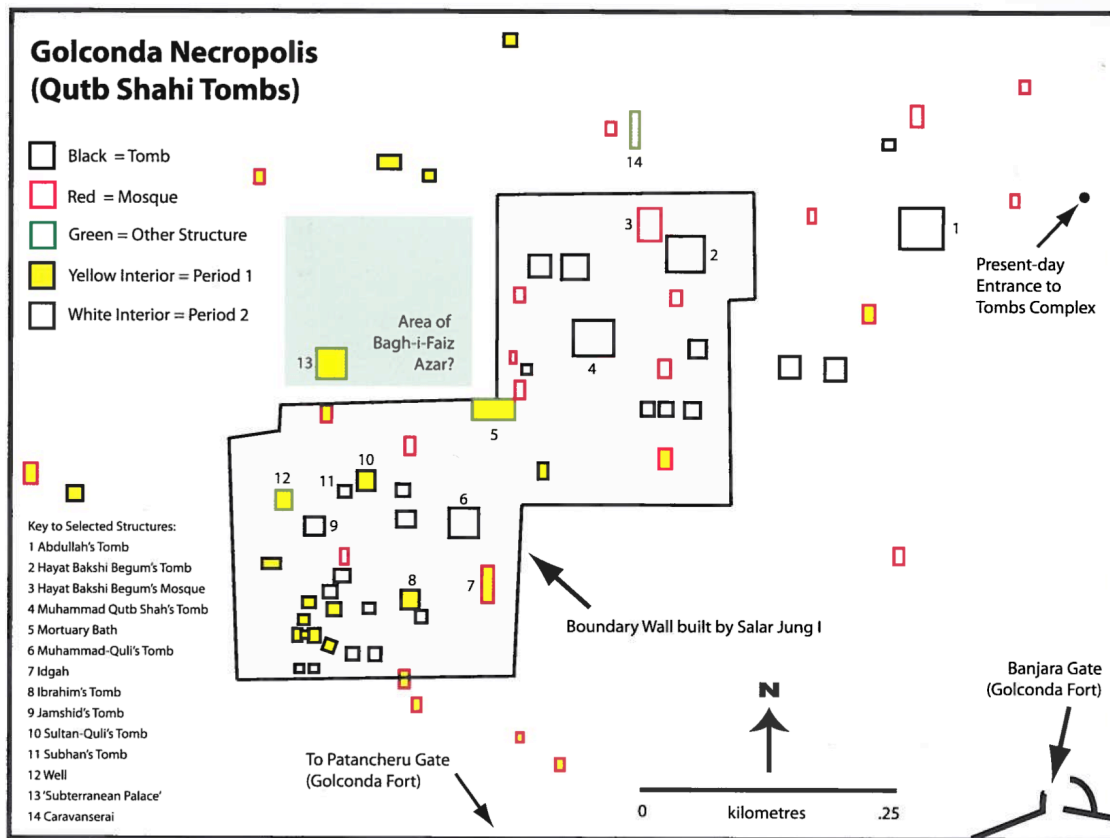 Golconda Necropolis
(Qutb Shahi Tombs)
Black = Tomb
Red = Mosque
Green = Other Structure
Yellow Interior = Period 1
White Interior = Period 2
14
3
2
1
Present-day
Entrance to
Tombs Complex
Area of
Bagh-i-Faiz
Azar?
13
4
5
10
12
11
6
9
8
7
Key to Selected Structures:
1 Abdullah's Tomb
2 Hayat Bakshi Begum's Tomb
3 Hayat Bakshi Begum's Mosque
4 Muhammad Qutb Shah's Tomb
5 Mortuary Bath
6 Muhammad-Quli's Tomb
7 Idgah
8 Ibrahim's Tomb
9 Jamshid's Tomb
10 Sultan-Quli's Tomb
11 Subhan's Tomb
12 Well
13 'Subterranean Palace'
14 Caravanserai
Boundary Wall built by Salar Jung I
Banjara Gate
(Golconda Fort)
To Patancheru Gate
(Golconda Fort)
N
0 kilometres .25